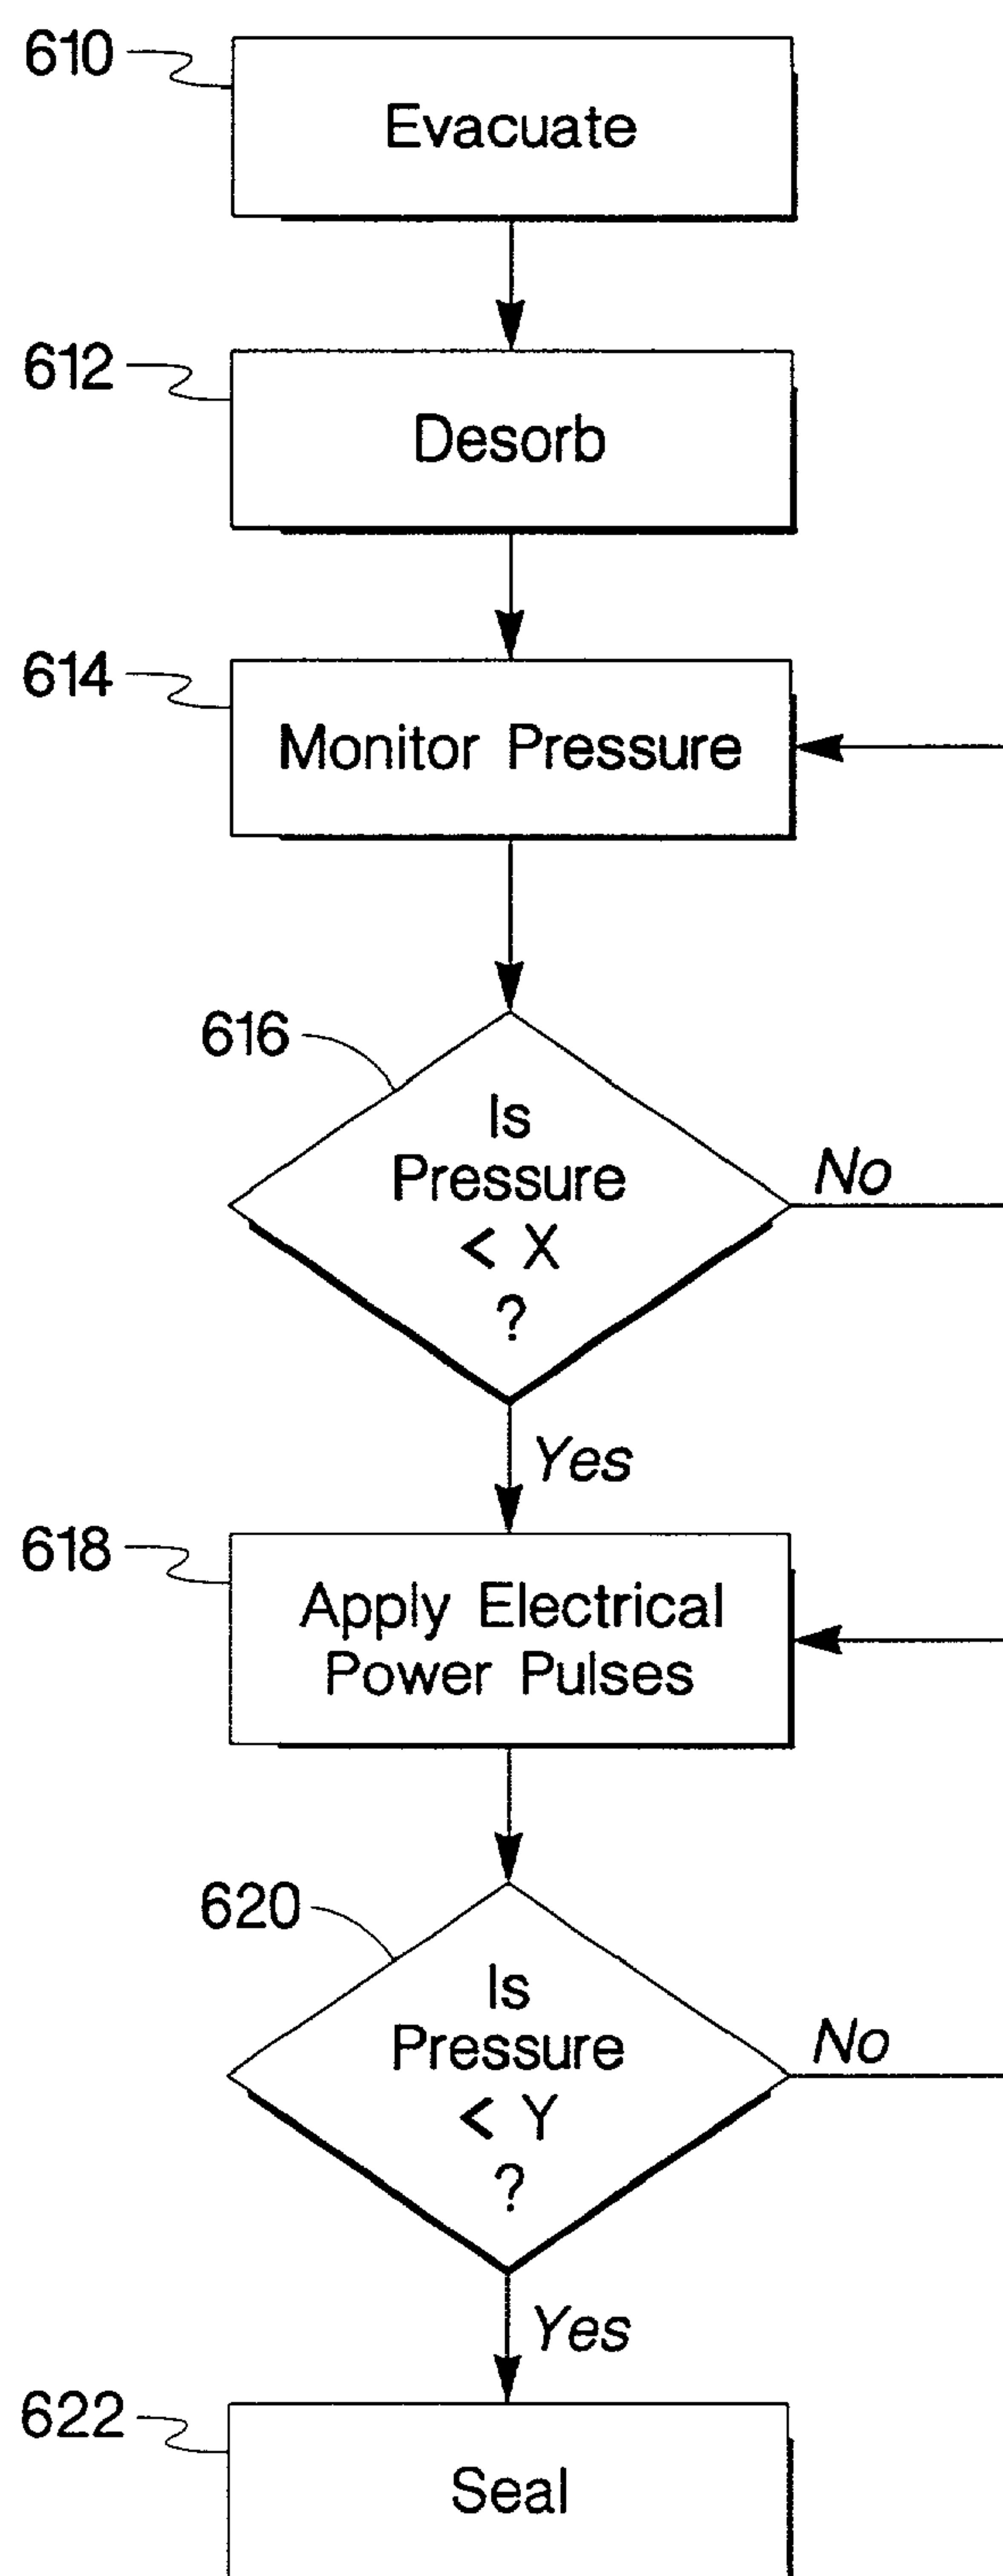 610
Evacuate
612
Desorb
614
Monitor Pressure
616
Is
Pressure
< X
?
No
Yes
618
Apply Electrical
Power Pulses
620
Is
Pressure
< Y
?
No
Yes
622
Seal